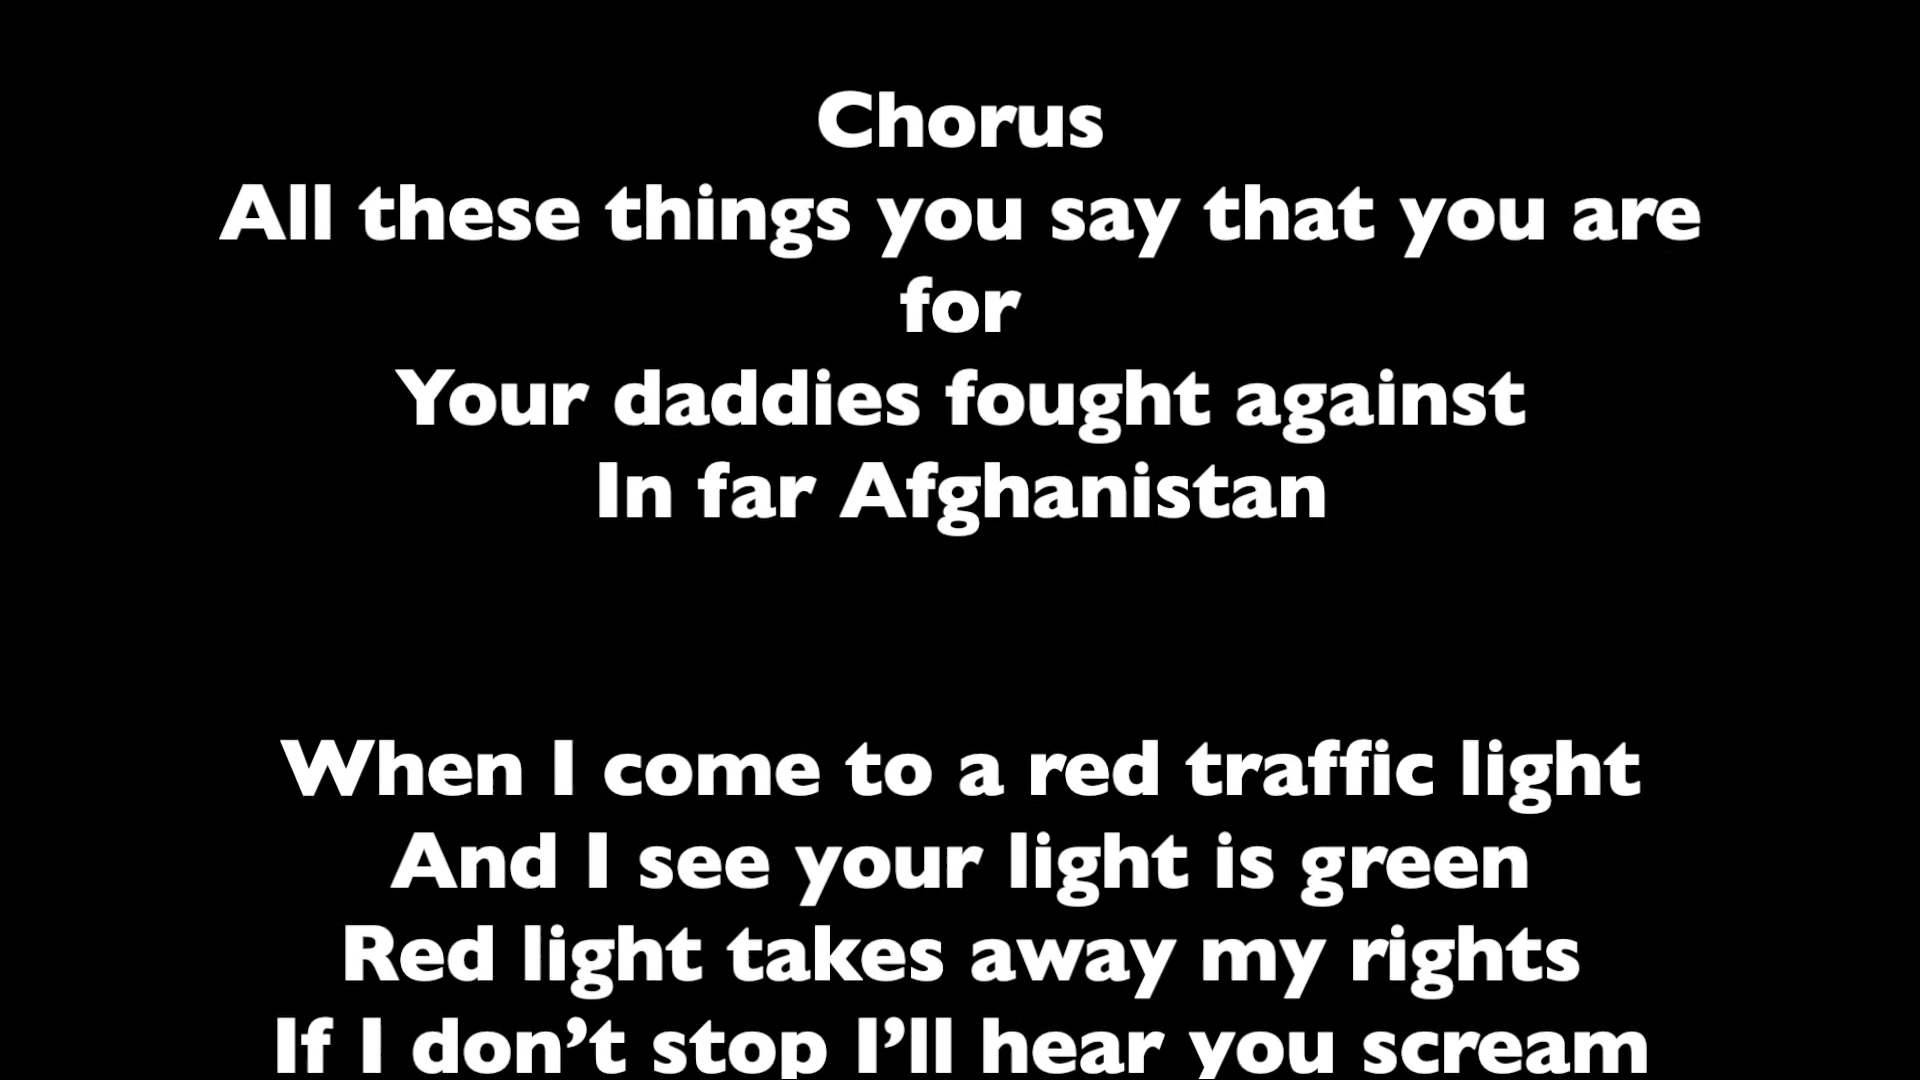 Chorus
All these things you say that you are
for
Your daddies fought against
In far Afghanistan
When I come to a red traffic light
And I see your light is green
Red light takes away my rights
If I don’t stop I’ll hear you scream